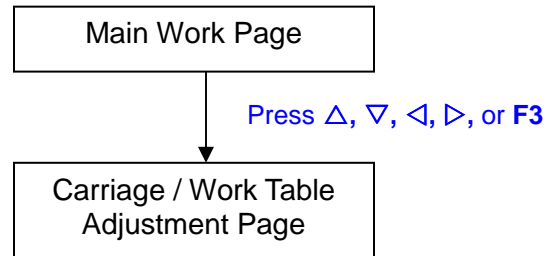 Main Work Page
Press △, ▽, ◁, ▷, or F3
Carriage / Work Table
Adjustment Page